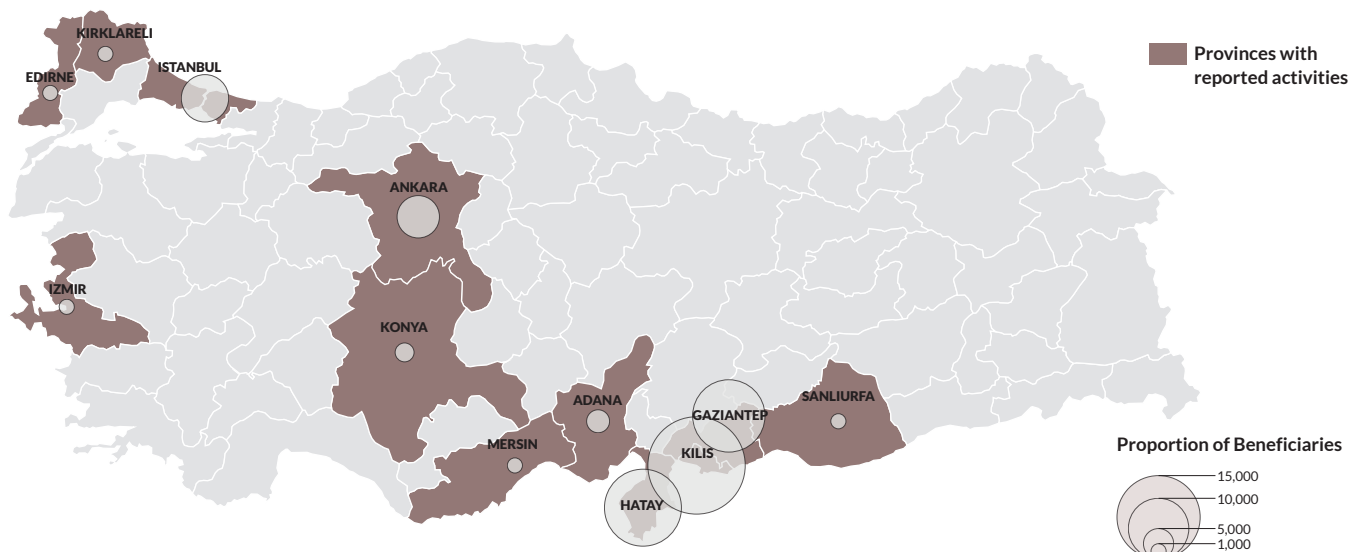 KIRKLARELI
ISTANBUL
EDIRNE
Provinces with
reported activities
ANKARA
IZMIR
KONYA
SANLIURFA
ADANA
GAZIANTEP
MERSIN
KILIS
HATAY
Proportion of Beneficiaries
15,000
10,000
5,000
1,000